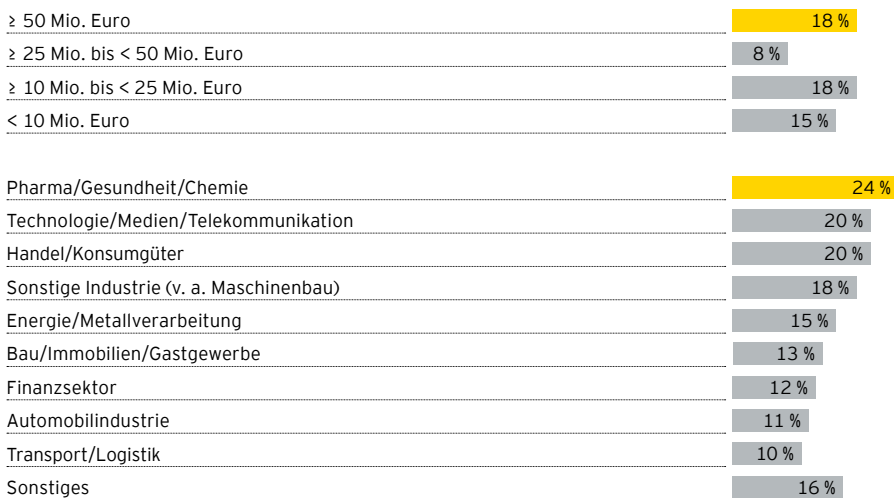 ≥ 50 Mio. Euro 18 %
≥ 25 Mio. bis < 50 Mio. Euro 8 %
≥ 10 Mio. bis < 25 Mio. Euro 18 %
< 10 Mio. Euro 15 %
Pharma/Gesundheit/Chemie 24 %
Technologie/Medien/Telekommunikation 20 %
Handel/Konsumgüter 20 %
Sonstige Industrie (v. a. Maschinenbau) 18 %
Energie/Metallverarbeitung 15 %
Bau/Immobilien/Gastgewerbe 13 %
Finanzsektor 12 %
Automobilindustrie 11 %
Transport/Logistik 10 %
Sonstiges 16 %